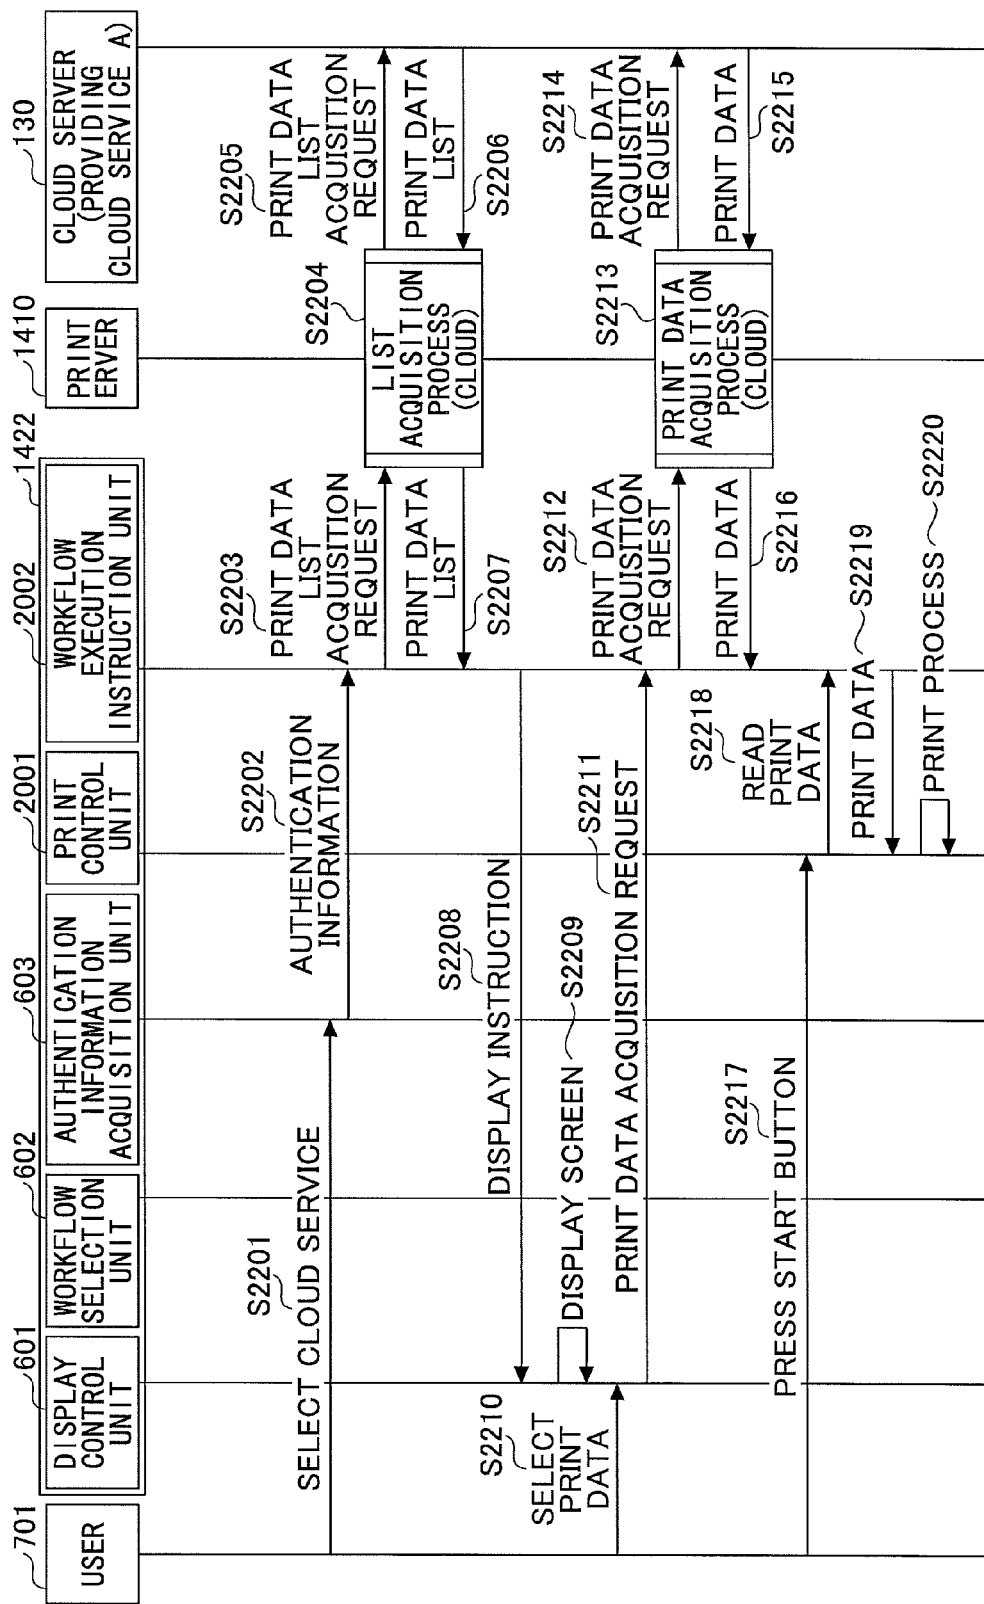 701
USER
601
DISPLAY
CONTROL
UNIT
602
WORKFLOW
SELECTION
UNIT
603
AUTHENTICATION
INFORMATION
ACQUISITION UNIT
2001
PRINT
CONTROL
UNIT
2002
WORKFLOW
EXECUTION
INSTRUCTION UNIT
1422
1410
PRINT
ERVER
130
CLOUD SERVER
(PROVIDING
CLOUD SERVICE A)
S2201
SELECT CLOUD SERVICE
S2202
AUTHENTICATION
INFORMATION
S2203
PRINT DATA
LIST
ACQUISITION
REQUEST
S2204
LIST
ACQUISITION
PROCESS
(CLOUD)
S2205
PRINT DATA
LIST
ACQUISITION
REQUEST
PRINT DATA
LIST
S2206
PRINT DATA
LIST
S2207
S2208
DISPLAY INSTRUCTION
DISPLAY SCREEN
S2209
S2210
SELECT
PRINT
DATA
S2211
PRINT DATA ACQUISITION REQUEST
S2212
PRINT DATA
ACQUISITION
REQUEST
S2213
PRINT DATA
ACQUISITION
PROCESS
(CLOUD)
S2214
PRINT DATA
ACQUISITION
REQUEST
PRINT DATA
S2215
PRINT DATA
S2216
S2217
PRESS START BUTTON
S2218
READ
PRINT
DATA
PRINT DATA
S2219
PRINT PROCESS
S2220